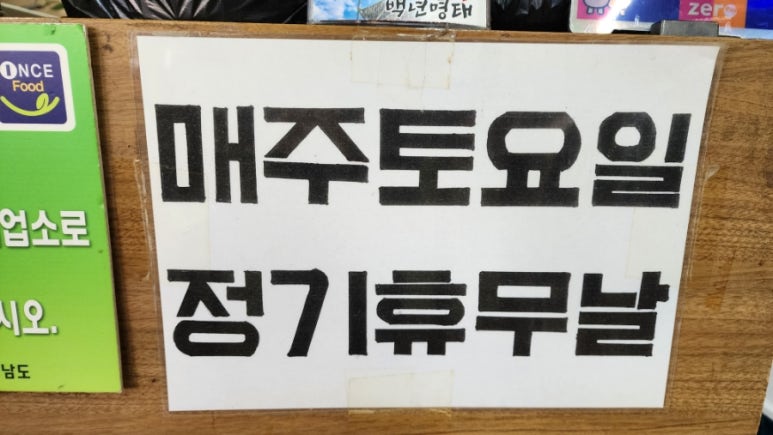 백년명태
zero
ONCE
Food
매주토요일
정기휴무날
업소로
시오.
남도